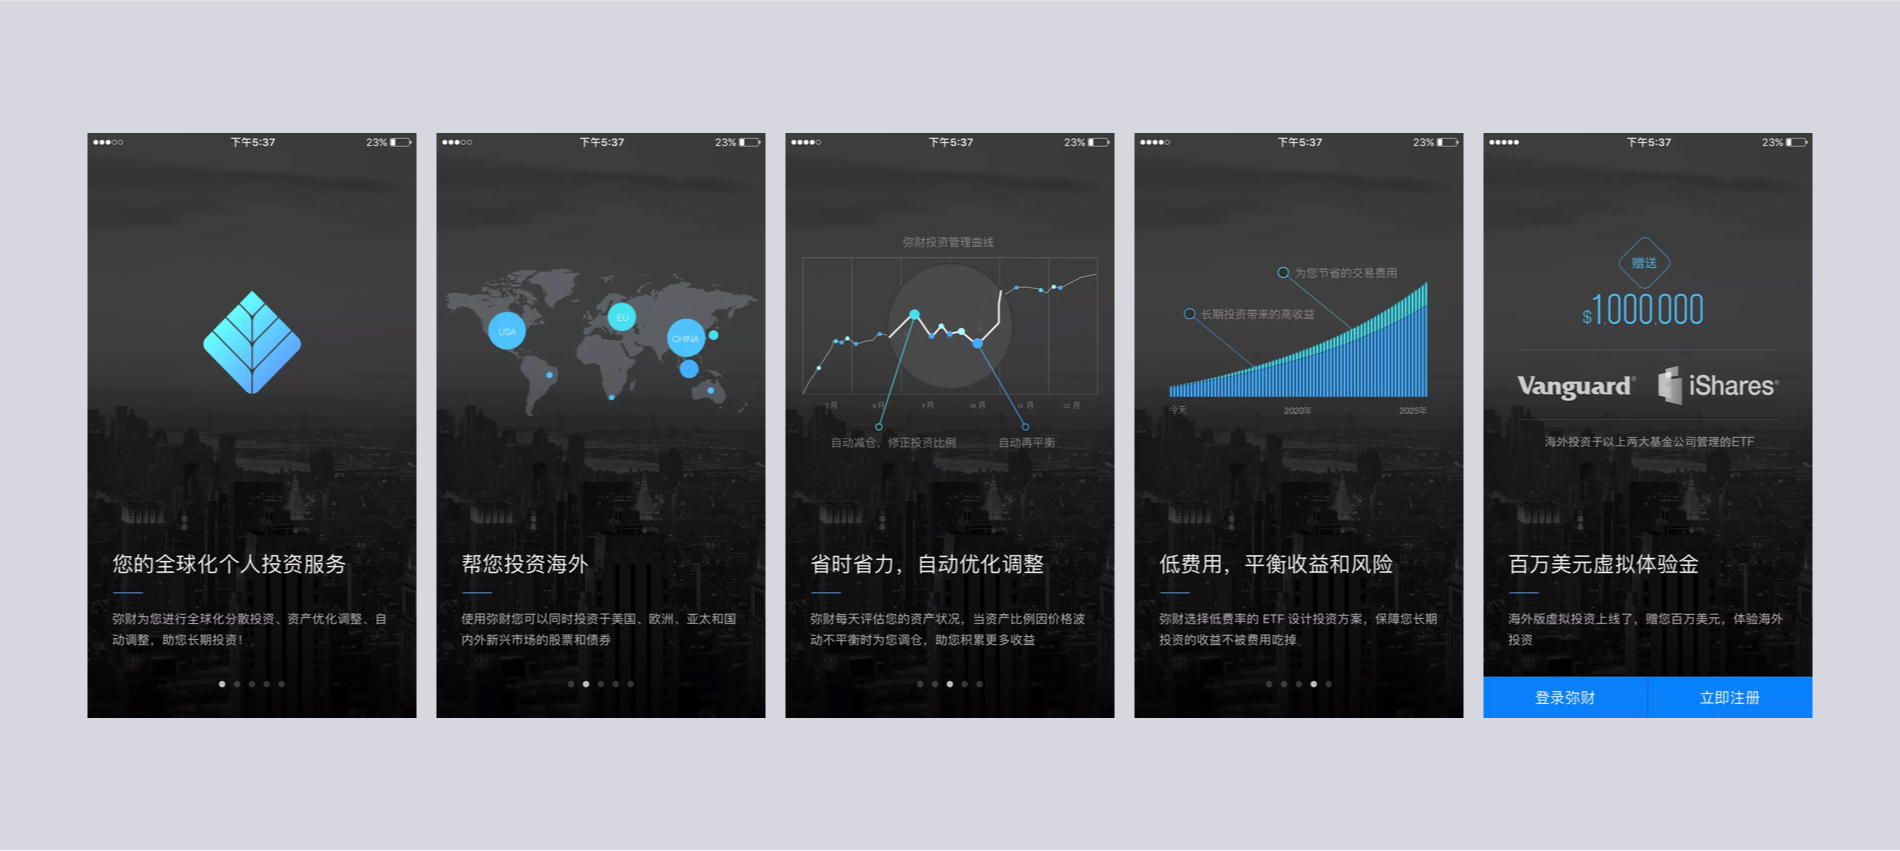 下午5:37
23%
您的全球化个人投资服务
弥财为您进行全球化分散投资、资产优化调整、自
动调整，助您长期投资！
下午5:37
23%
USA
EU
CHINA
帮您投资海外
使用弥财您可以同时投资于美国、欧洲、亚太和国
内外新兴市场的股票和债券
下午5:37
23%
弥财投资管理曲线
7月
8月
9月
10月
11月
12月
自动减仓，修正投资比例
自动再平衡
省时省力，自动优化调整
弥财每天评估您的资产状况，当资产比例因价格波
动不平衡时为您调仓，助您积累更多收益
下午5:37
23%
为您节省的交易费用
长期投资带来的高收益
今天
2020年
2025年
低费用，平衡收益和风险
弥财选择低费率的 ETF 设计投资方案，保障您长期
投资的收益不被费用吃掉
下午5:37
23%
赠送
$1,000,000
Vanguard®
iShares®
海外投资于以上两大基金公司管理的ETF
百万美元虚拟体验金
海外版虚拟投资上线了，赠您百万美元，体验海外
投资
登录弥财
立即注册